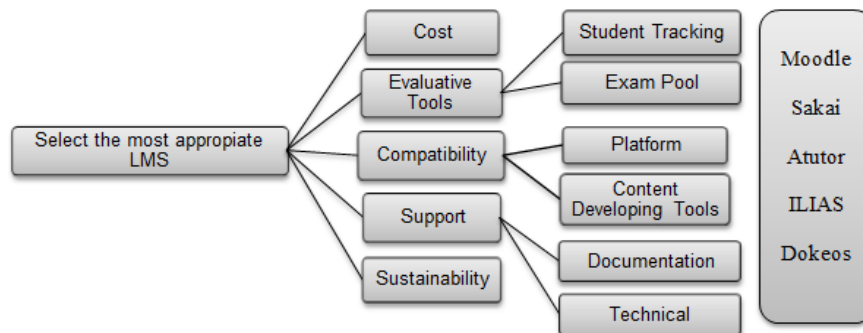 Select the most appropiate
LMS
Cost
Evaluative
Tools
Compatibility
Support
Sustainability
Student Tracking
Exam Pool
Platform
Content
Developing Tools
Documentation
Technical
Moodle
Sakai
Atutor
ILIAS
Dokeos